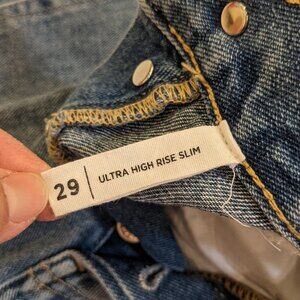 29 | ULTRA HIGH RISE SLIM